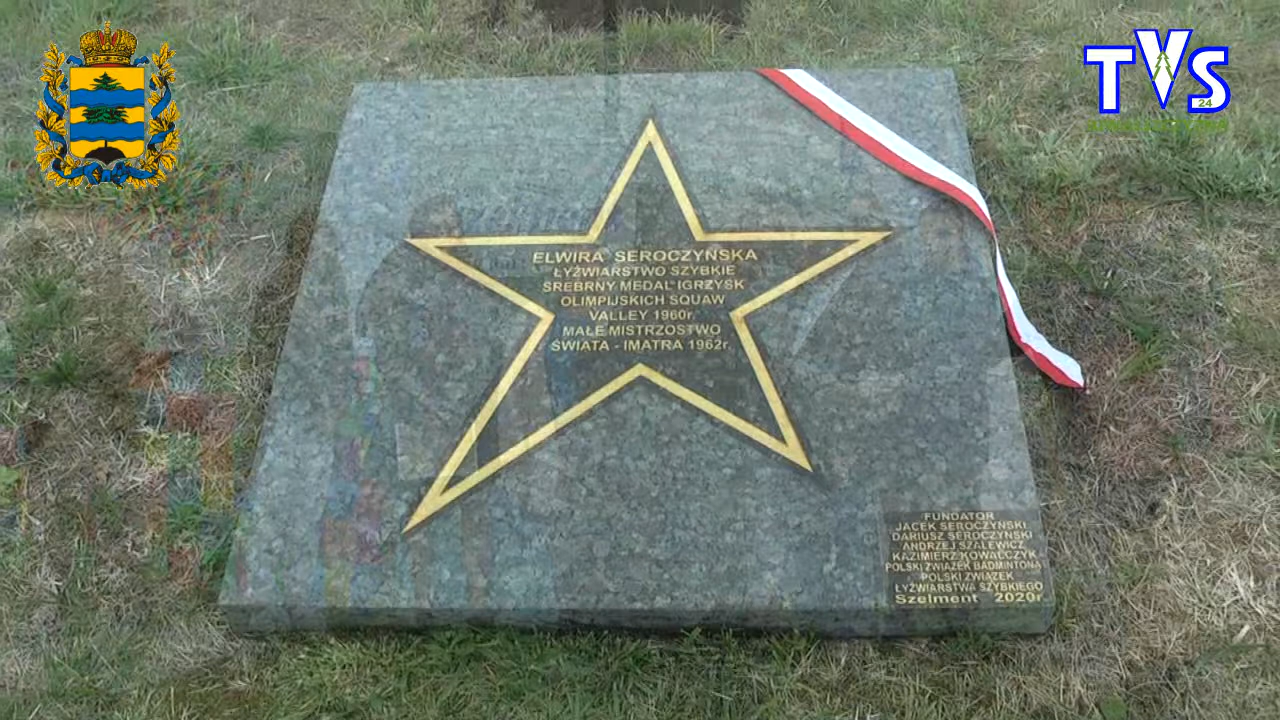 TVS
24
ELWIRA SEROCZYŃSKA
ŁYŻWIARSTWO SZYBKIE
SREBRNY MEDAL IGRZYSK
OLIMPIJSKICH SQUAW
VALLEY 1960r.
MAŁE MISTRZOSTWO
ŚWIATA - IMATRA 1962r.
FUNDATOR
JACEK SEROCZYŃSKI
DARIUSZ SEROCZYŃSKI
ANDRZEJ SZALEWICZ
KAZIMIERZ KOWALCZYK
POLSKI ZWIĄZEK BADMINTONA
POLSKI ZWIĄZEK
ŁYŻWIARSTWA SZYBKIEGO
Szelment 2020r.